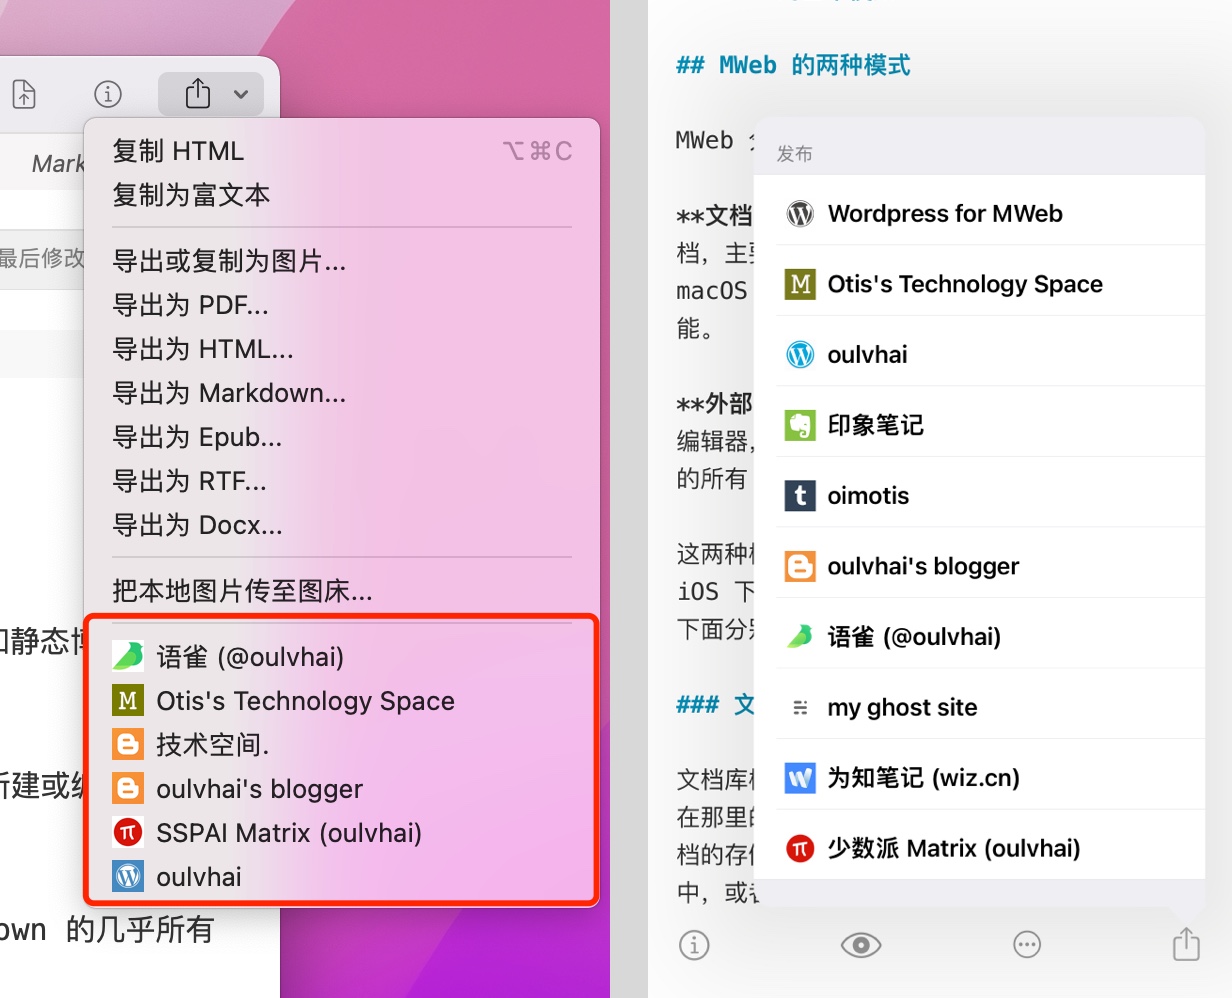 Mark
最后修改
复制 HTML ⌥⌘C
复制为富文本
导出或复制为图片...
导出为 PDF...
导出为 HTML...
导出为 Markdown...
导出为 Epub...
导出为 RTF...
导出为 Docx...
把本地图片传至图床...
语雀 (@oulvhai)
Otis's Technology Space
技术空间.
oulvhai's blogger
SSPAI Matrix (oulvhai)
oulvhai
静态
新建或
own 的几乎所有
## MWeb 的两种模式
MWeb
**文档
档，主要
macOS
能。
**外部
编辑器，
的所有
这两种
iOS 下
下面分别
### 文
文档库
在那里的
档的存
中，或者
发布
Wordpress for MWeb
Otis's Technology Space
oulvhai
印象笔记
oimotis
oulvhai's blogger
语雀 (@oulvhai)
my ghost site
为知笔记 (wiz.cn)
少数派 Matrix (oulvhai)